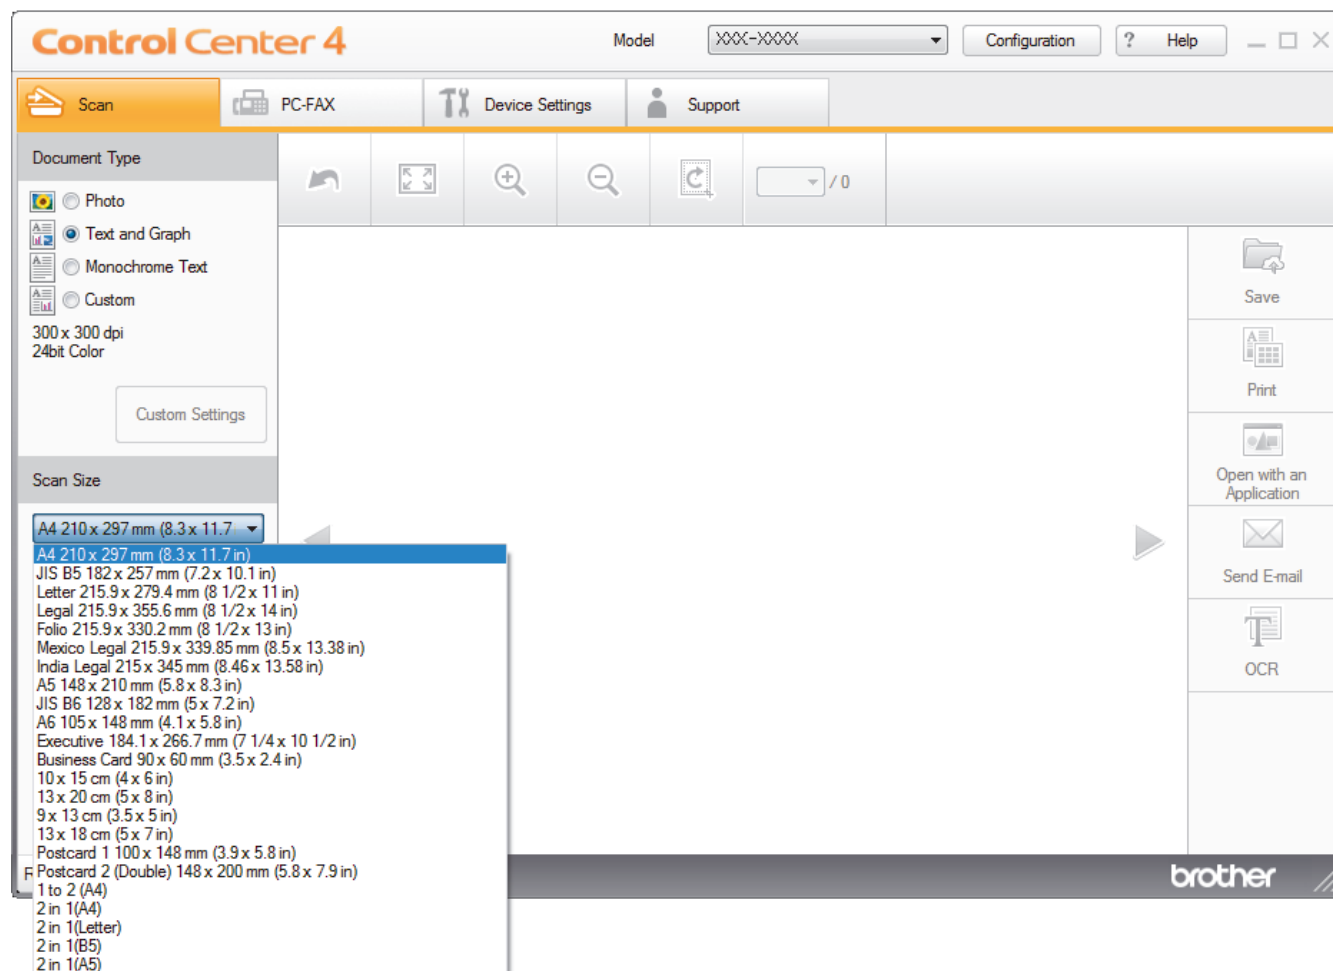 Control Center 4
Model
XXX-XXXX
Configuration
? Help
Scan
PC-FAX
Device Settings
Support
Document Type
/ 0
Photo
Text and Graph
Monochrome Text
Custom
300 x 300 dpi
24bit Color
Custom Settings
Save
Print
Open with an
Application
Send E-mail
OCR
Scan Size
A4 210 x 297 mm (8.3 x 11.7
A4 210 x 297 mm (8.3 x 11.7 in)
JIS B5 182 x 257 mm (7.2 x 10.1 in)
Letter 215.9 x 279.4 mm (8 1/2 x 11 in)
Legal 215.9 x 355.6 mm (8 1/2 x 14 in)
Folio 215.9 x 330.2 mm (8 1/2 x 13 in)
Mexico Legal 215.9 x 339.85 mm (8.5 x 13.38 in)
India Legal 215 x 345 mm (8.46 x 13.58 in)
A5 148 x 210 mm (5.8 x 8.3 in)
JIS B6 128 x 182 mm (5 x 7.2 in)
A6 105 x 148 mm (4.1 x 5.8 in)
Executive 184.1 x 266.7 mm (7 1/4 x 10 1/2 in)
Business Card 90 x 60 mm (3.5 x 2.4 in)
10 x 15 cm (4 x 6 in)
13 x 20 cm (5 x 8 in)
9 x 13 cm (3.5 x 5 in)
13 x 18 cm (5 x 7 in)
Postcard 1 100 x 148 mm (3.9 x 5.8 in)
Postcard 2 (Double) 148 x 200 mm (5.8 x 7.9 in)
1 to 2 (A4)
2 in 1(A4)
2 in 1(Letter)
2 in 1(B5)
2 in 1(A5)
brother